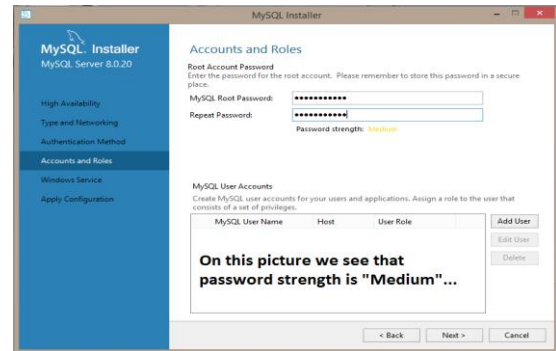 MySQL Installer
MySQL. Installer
MySQL Server 8.0.20
High Availability
Type and Networking
Authentication Method
Accounts and Roles
Windows Service
Apply Configuration
Accounts and Roles
Root Account Password
Enter the password for the root account. Please remember to store this password in a secure
place.
MySQL Root Password:
Repeat Password:
Password strength: Medium
MySQL User Accounts
Create MySQL user accounts for your users and applications. Assign a role to the user that
consists of a set of privileges.
MySQL User Name Host User Role
Add User
Edit User
Delete
On this picture we see that
password strength is "Medium"...
< Back Next > Cancel